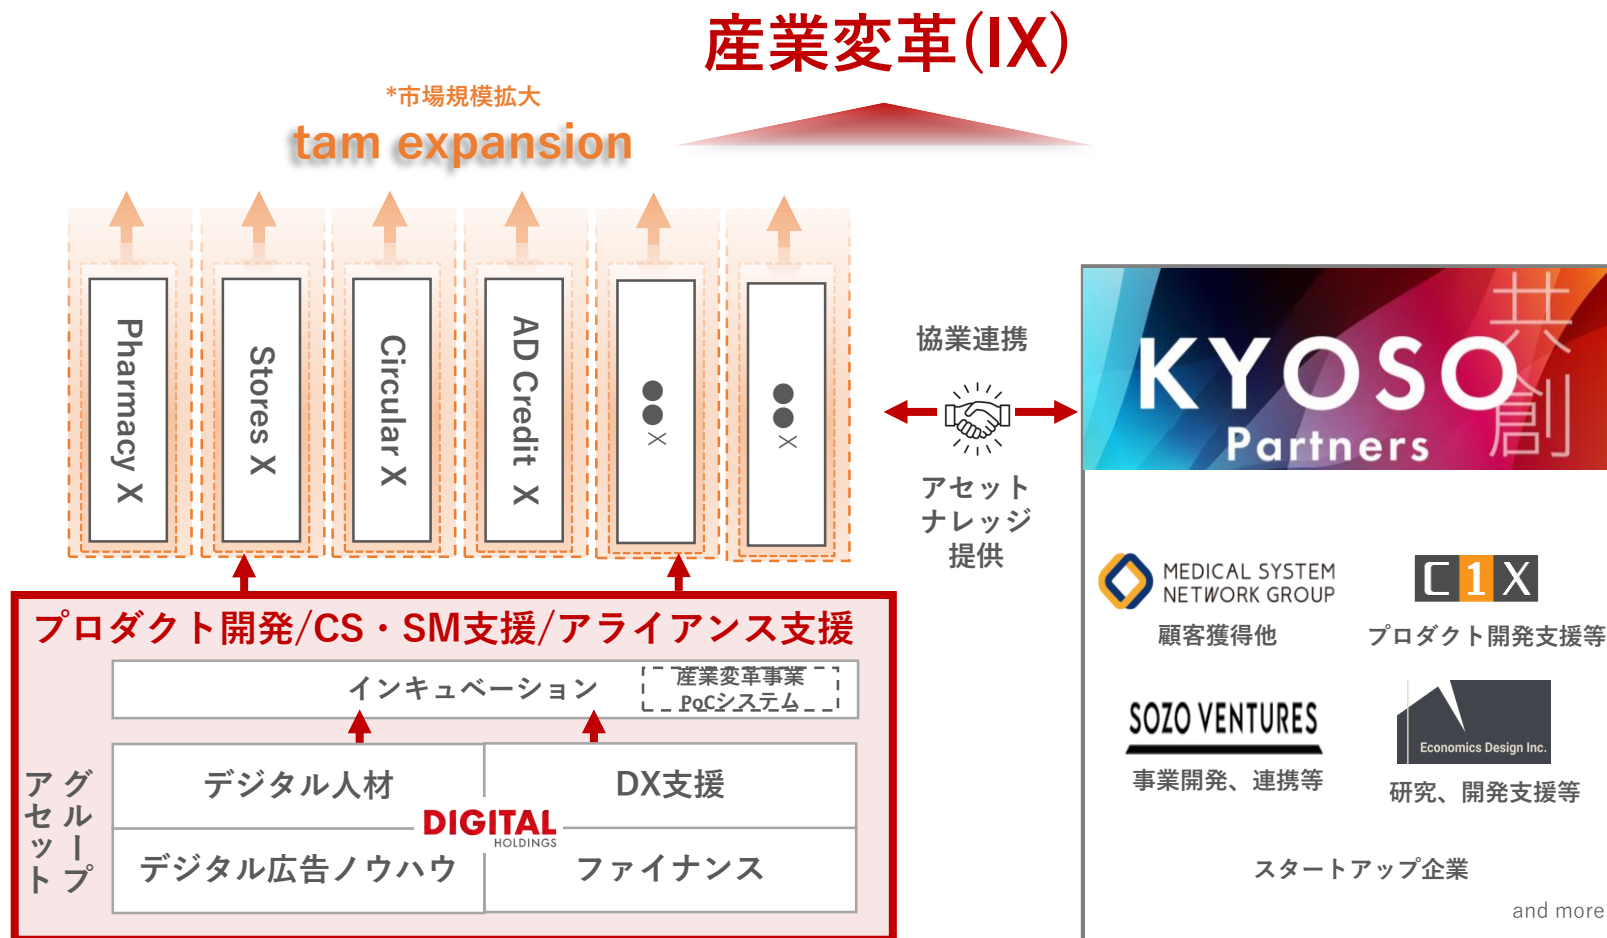 産業変革(IX)
*市場規模拡大
tam expansion
Pharmacy X
Stores X
Circular X
AD Credit X
●●X
●●X
協業連携
アセット
ナレッジ
提供
KYOSO
Partners
共創
MEDICAL SYSTEM
NETWORK GROUP
顧客獲得他
C1X
プロダクト開発支援等
SOZO VENTURES
事業開発、連携等
Economics Design Inc.
研究、開発支援等
スタートアップ企業
and more
プロダクト開発/CS・SM支援/アライアンス支援
インキュベーション
産業変革事業
PoCシステム
グループ
アセット
デジタル人材
DX支援
DIGITAL
HOLDINGS
デジタル広告ノウハウ
ファイナンス